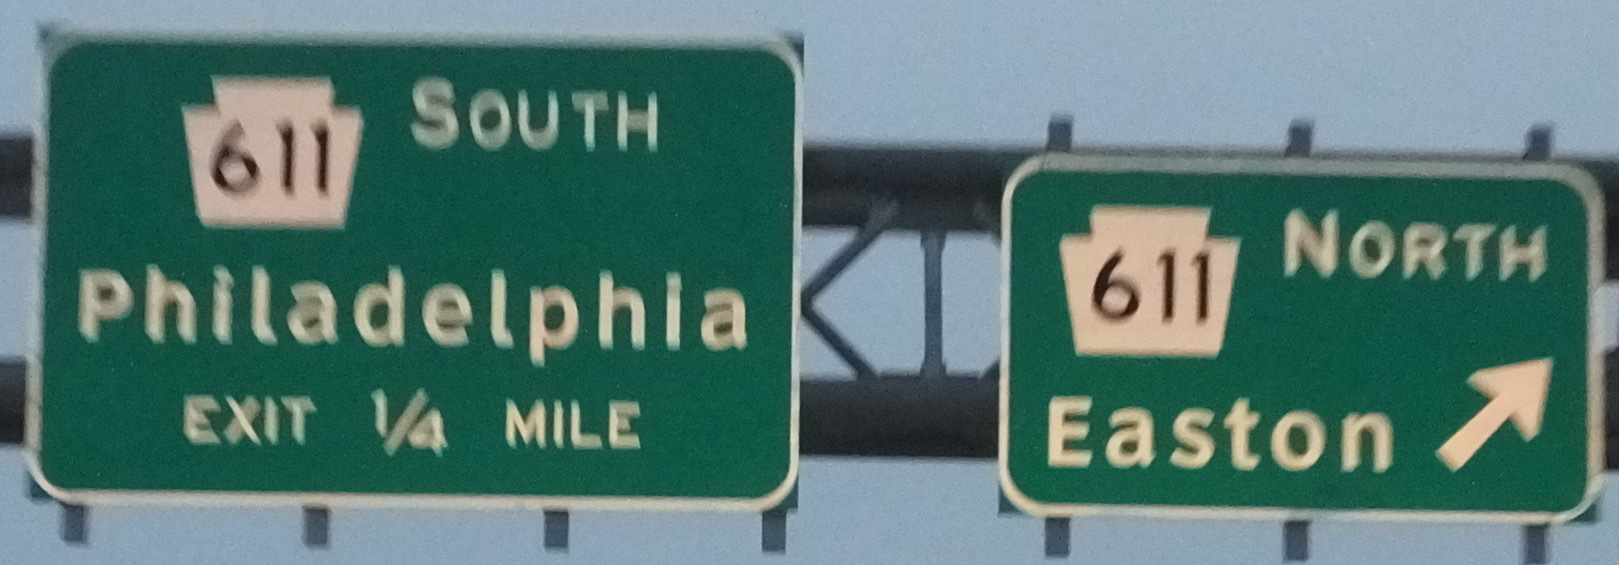 611 SOUTH
Philadelphia
EXIT 1/4 MILE
611 NORTH
Easton